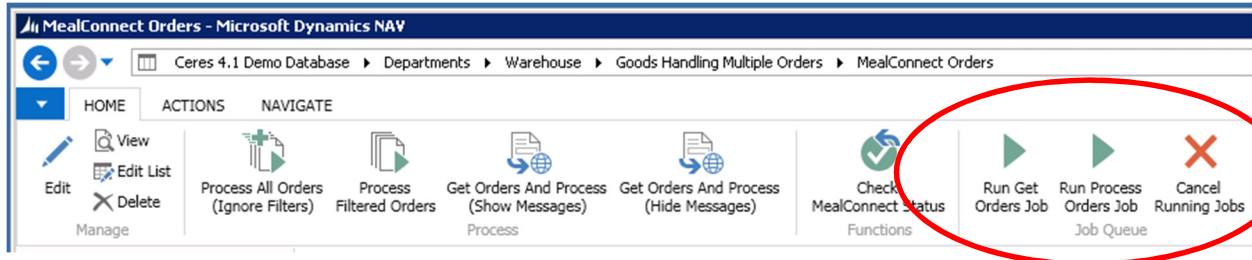 MealConnect Orders - Microsoft Dynamics NAV
Ceres 4.1 Demo Database ▸ Departments ▸ Warehouse ▸ Goods Handling Multiple Orders ▸ MealConnect Orders
HOME ACTIONS NAVIGATE
Edit
View
Edit List
Delete
Manage
Process All Orders
(Ignore Filters)
Process
Filtered Orders
Get Orders And Process
(Show Messages)
Get Orders And Process
(Hide Messages)
Process
Check
MealConnect Status
Functions
Run Get
Orders Job
Run Process
Orders Job
Cancel
Running Jobs
Job Queue